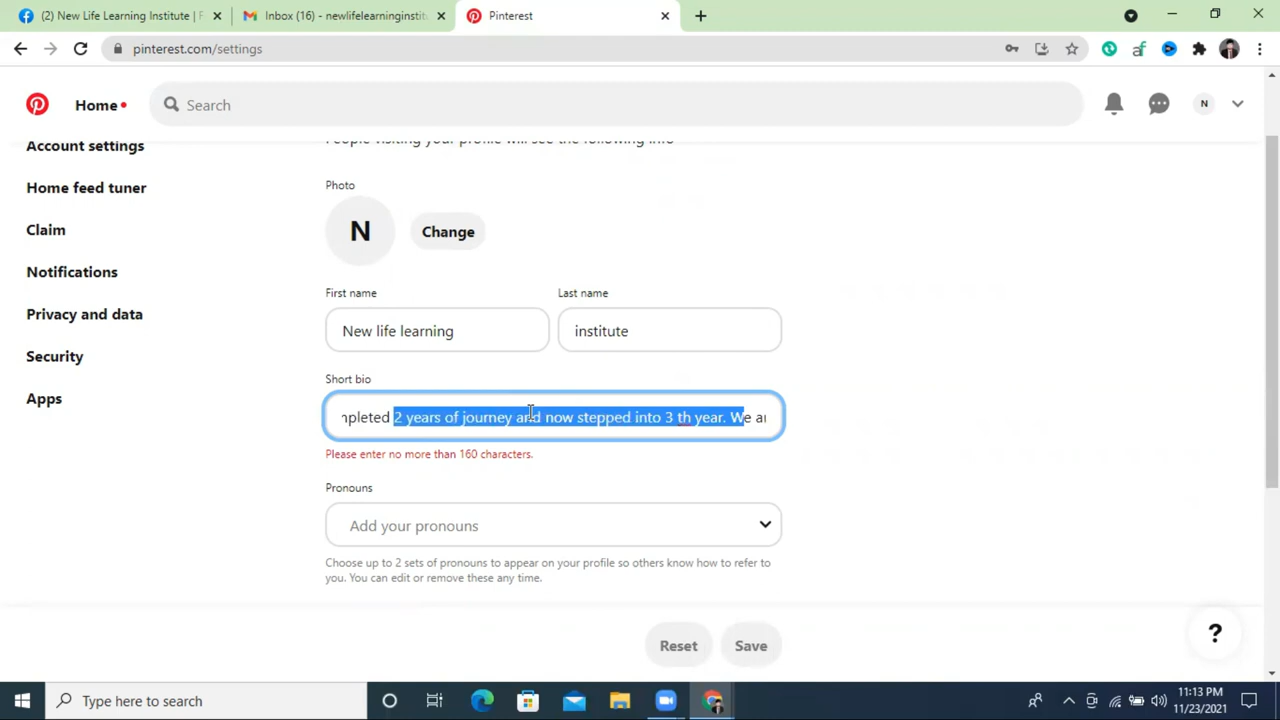 (2) New Life Learning Institute | F
Inbox (16) - newlifelearninginstitu
Pinterest
pinterest.com/settings
Home
Search
N
Account settings
People visiting your profile will see the following info
Home feed tuner
Photo
Claim
N
Change
Notifications
First name
Last name
Privacy and data
New life learning
institute
Security
Short bio
Apps
mpleted 2 years of journey and now stepped into 3 th year. We ar
Please enter no more than 160 characters.
Pronouns
Add your pronouns
Choose up to 2 sets of pronouns to appear on your profile so others know how to refer to
you. You can edit or remove these any time.
Reset
Save
?
Type here to search
11:13 PM
11/23/2021